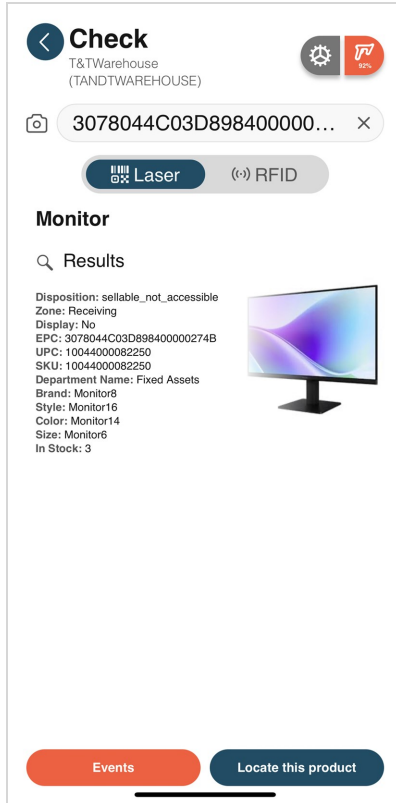 Check
T&TWarehouse
(TANDTWAREHOUSE)
92%
3078044C03D898400000...
Laser
RFID
Monitor
Results
Disposition: sellable_not_accessible
Zone: Receiving
Display: No
EPC: 3078044C03D898400000274B
UPC: 10044000082250
SKU: 10044000082250
Department Name: Fixed Assets
Brand: Monitor8
Style: Monitor16
Color: Monitor14
Size: Monitor6
In Stock: 3
Events
Locate this product